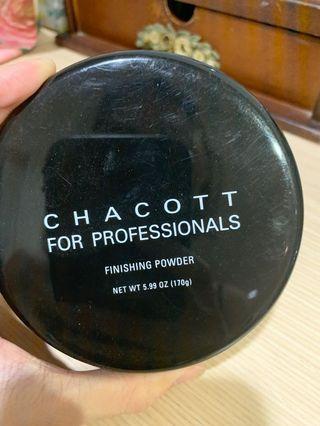 CHACOTT
FOR PROFESSIONALS
FINISHING POWDER
NET WT 5.99 OZ (170g)